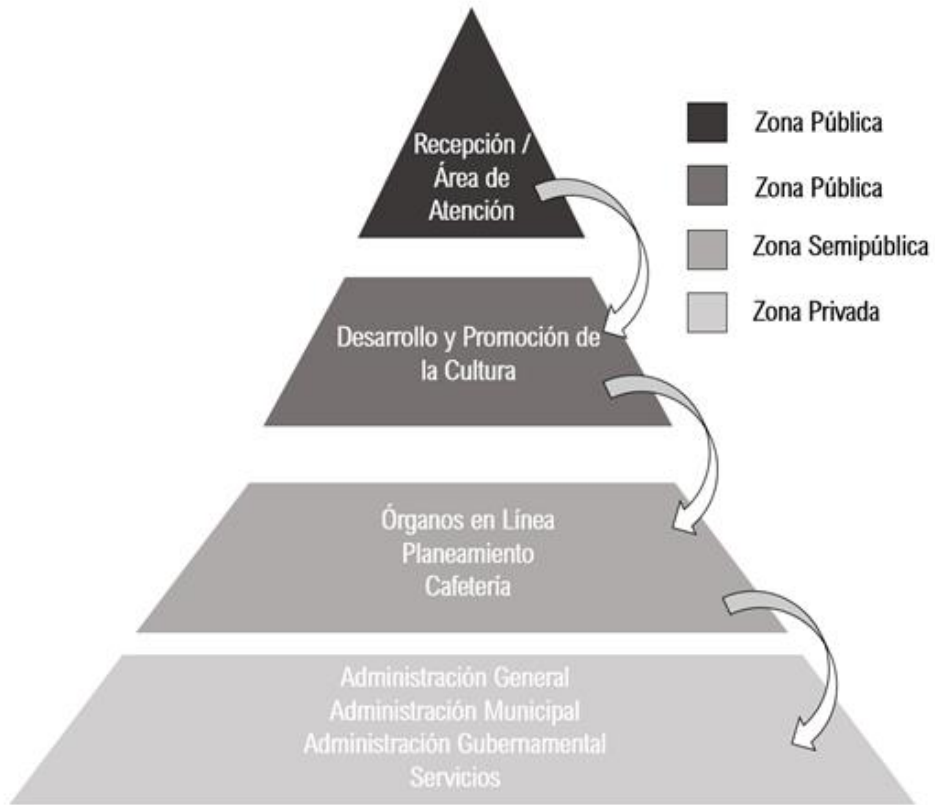 Recepción /
Área de
Atención
Zona Pública
Zona Pública
Zona Semipública
Zona Privada
Desarrollo y Promoción de
la Cultura
Órganos en Línea
Planeamiento
Cafetería
Administración General
Administración Municipal
Administración Gubernamental
Servicios